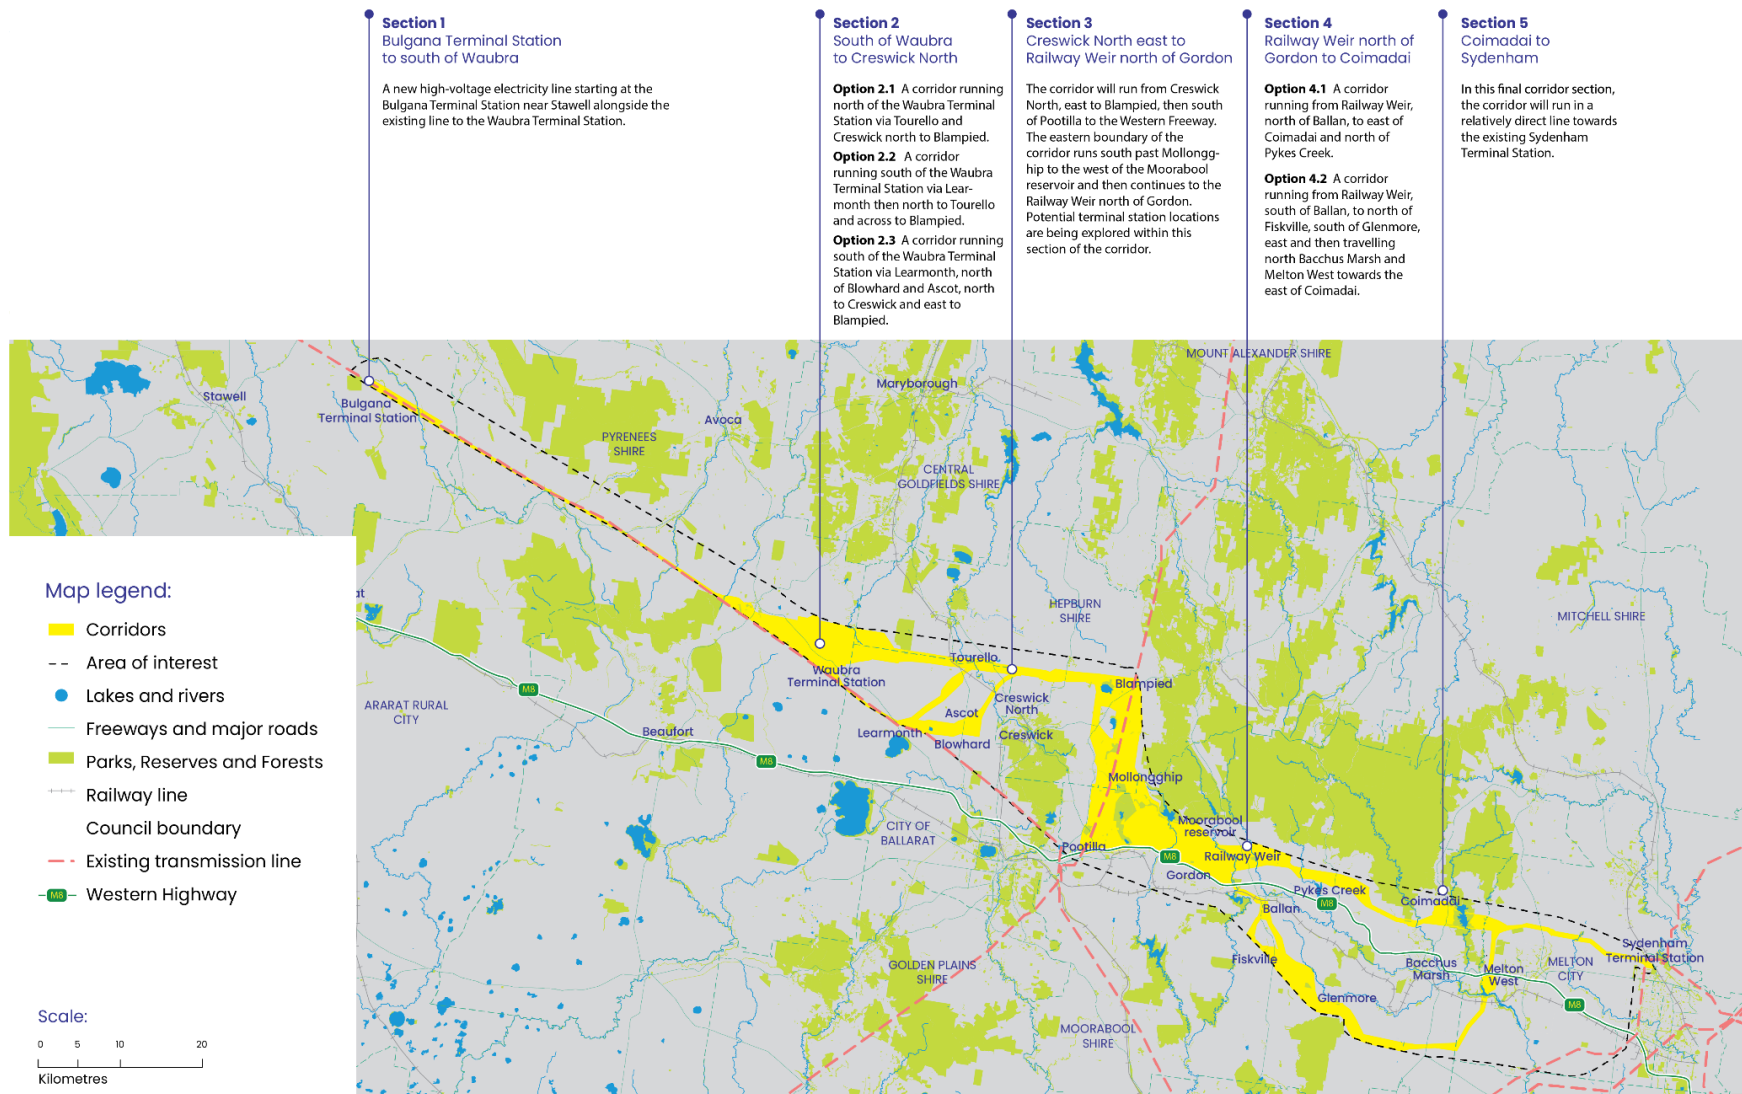 Section 1
Bulgana Terminal Station
to south of Waubra
A new high-voltage electricity line starting at the
Bulgana Terminal Station near Stawell alongside the
existing line to the Waubra Terminal Station.
Section 2
South of Waubra
to Creswick North
Option 2.1 A corridor running
north of the Waubra Terminal
Station via Tourello and
Creswick north to Blampied.
Option 2.2 A corridor
running south of the Waubra
Terminal Station via Lear-
month then north to Tourello
and across to Blampied.
Option 2.3 A corridor running
south of the Waubra Terminal
Station via Learmonth, north
of Blowhard and Ascot, north
to Creswick and east to
Blampied.
Section 3
Creswick North east to
Railway Weir north of Gordon
The corridor will run from Creswick
North, east to Blampied, then south
of Pootilla to the Western Freeway.
The eastern boundary of the
corridor runs south past Mollongg-
hip to the west of the Moorabool
reservoir and then continues to the
Railway Weir north of Gordon.
Potential terminal station locations
are being explored within this
section of the corridor.
Section 4
Railway Weir north of
Gordon to Coimadai
Option 4.1 A corridor
running from Railway Weir,
north of Ballan, to east of
Coimadai and north of
Pykes Creek.
Option 4.2 A corridor
running from Railway Weir,
south of Ballan, to north of
Fiskville, south of Glenmore,
east and then travelling
north Bacchus Marsh and
Melton West towards the
east of Coimadai.
Section 5
Coimadai to
Sydenham
In this final corridor section,
the corridor will run in a
relatively direct line towards
the existing Sydenham
Terminal Station.
MOUNT ALEXANDER SHIRE
Maryborough
Stawell
Bulgana
Terminal Station
Avoca
PYRENEES
SHIRE
CENTRAL
GOLDFIELDS SHIRE
at
HEPBURN
SHIRE
MITCHELL SHIRE
Tourello
Waubra
Terminal Station
Blampied
M8
Creswick
North
ARARAT RURAL
CITY
Ascot
Beaufort
Learmonth
Blowhard
Creswick
M8
Mollongghip
Moorabool
reservoir
CITY OF
BALLARAT
Pootilla
M8
Railway Weir
Gordon
Pykes Creek
M8
Coimadai
Ballan
Sydenham
Terminal Station
Fiskville
GOLDEN PLAINS
SHIRE
Bacchus
Marsh
Melton
West
MELTON
CITY
Glenmore
M8
MOORABOOL
SHIRE
Map legend:
Corridors
Area of interest
Lakes and rivers
Freeways and major roads
Parks, Reserves and Forests
Railway line
Council boundary
Existing transmission line
M8 Western Highway
Scale:
0 5 10 20
Kilometres